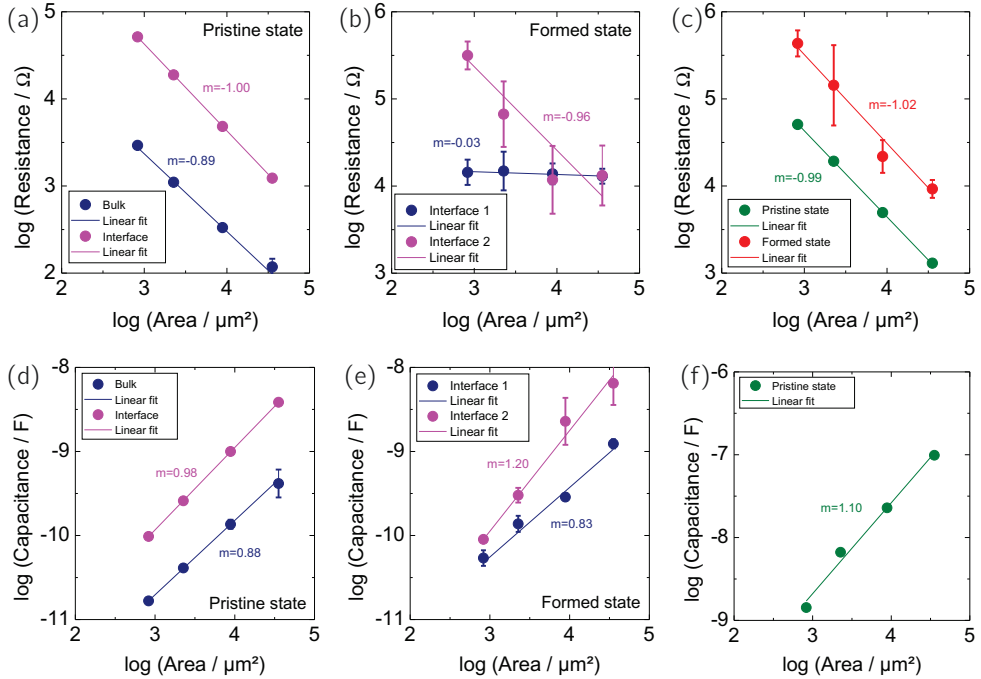 (a)
Pristine state
log (Resistance / Ω)
5
4
3
2
m=-1.00
m=-0.89
Bulk
Linear fit
Interface
Linear fit
2
3
4
5
log (Area / µm²)
(b)
Formed state
log (Resistance / Ω)
6
5
4
3
m=-0.96
m=-0.03
Interface 1
Linear fit
Interface 2
Linear fit
2
3
4
5
log (Area / µm²)
(c)
log (Resistance / Ω)
6
5
4
3
m=-1.02
m=-0.99
Pristine state
Linear fit
Formed state
Linear fit
2
3
4
5
log (Area / µm²)
(d)
log (Capacitance / F)
-8
-9
-10
-11
Bulk
Linear fit
Interface
Linear fit
m=0.98
m=0.88
Pristine state
2
3
4
5
log (Area / µm²)
(e)
log (Capacitance / F)
-8
-9
-10
-11
Interface 1
Linear fit
Interface 2
Linear fit
m=1.20
m=0.83
Formed state
2
3
4
5
log (Area / µm²)
(f)
log (Capacitance / F)
-6
-7
-8
-9
Pristine state
Linear fit
m=1.10
2
3
4
5
log (Area / µm²)